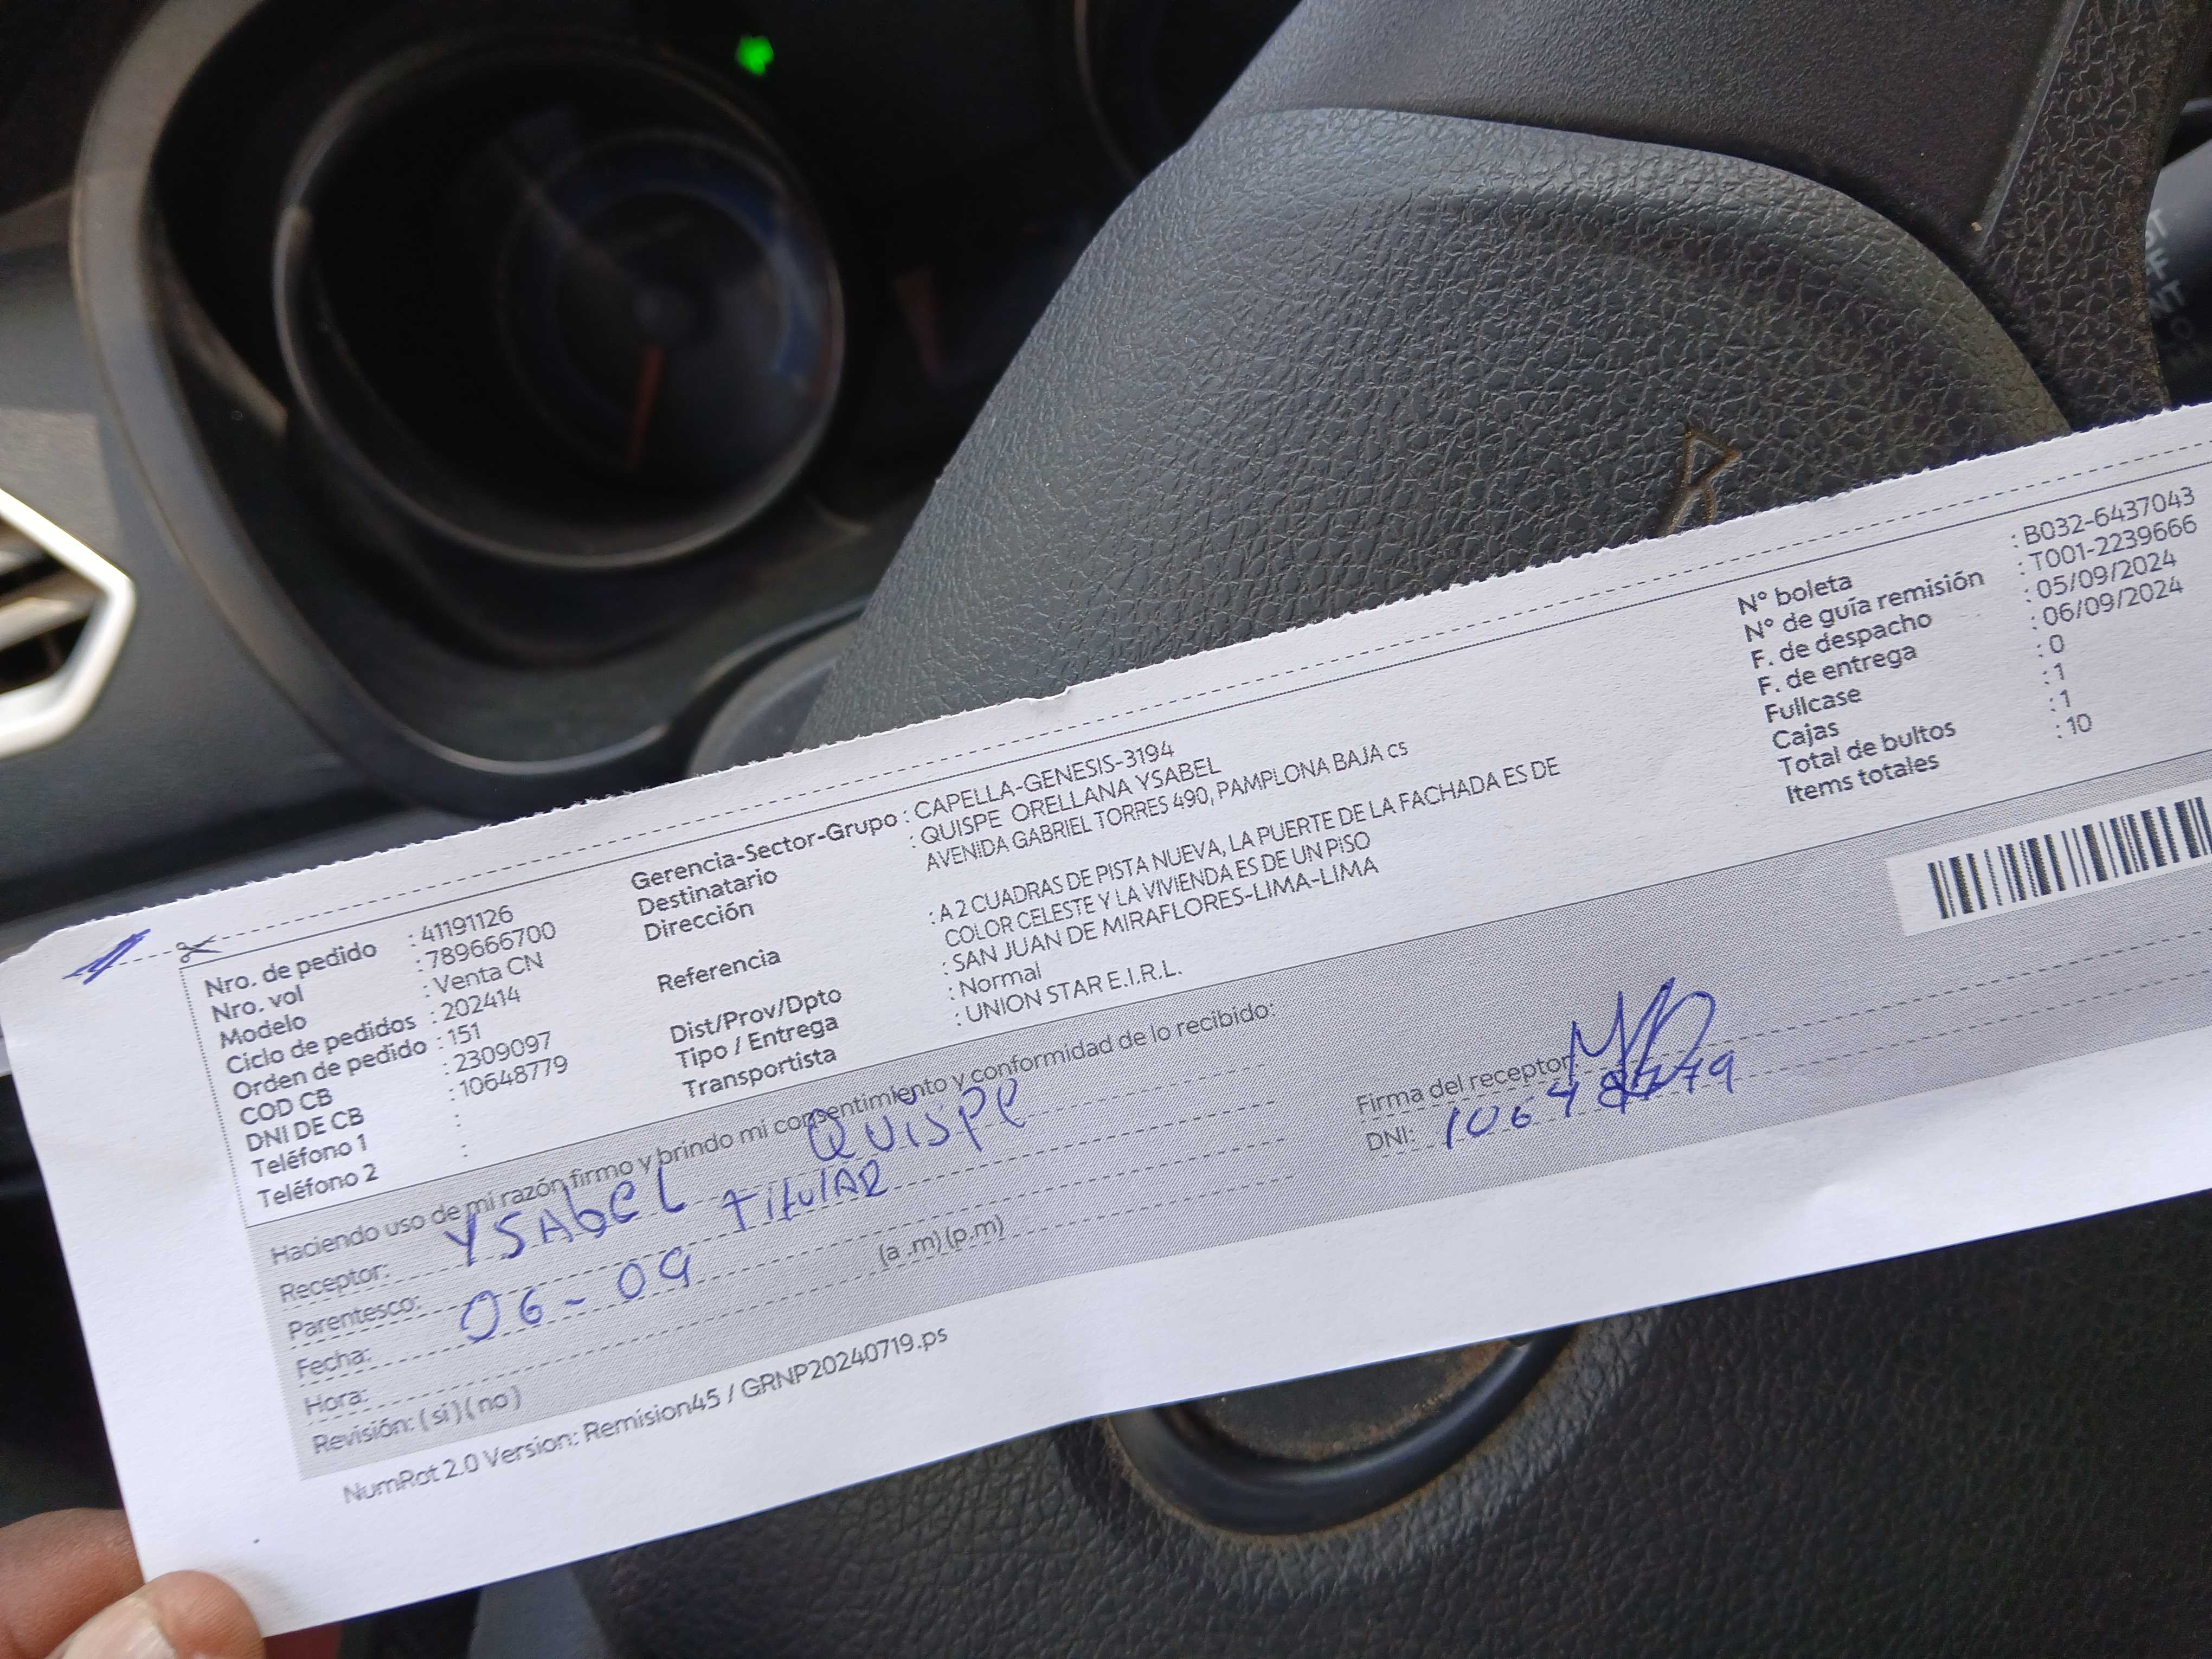 Nro. de pedido : 41191126
Nro. vol : 789666700
Modelo : Venta CN
Ciclo de pedidos : 202414
Orden de pedido : 151
COD CB : 2309097
DNI DE CB : 10648779
Teléfono 1 :
Teléfono 2 :
Gerencia-Sector-Grupo : CAPELLA-GENESIS-3194
Destinatario : QUISPE ORELLANA YSABEL
Dirección AVENIDA GABRIEL TORRES 490, PAMPLONA BAJA cs
Referencia : A 2 CUADRAS DE PISTA NUEVA, LA PUERTE DE LA FACHADA ES DE
COLOR CELESTE Y LA VIVIENDA ES DE UN PISO
Dist/Prov/Dpto : SAN JUAN DE MIRAFLORES-LIMA-LIMA
Tipo / Entrega : Normal
Transportista : UNION STAR E.I.R.L.
N° boleta : B032-6437043
N° de guía remisión : T001-2239666
F. de despacho : 05/09/2024
F. de entrega : 06/09/2024
Fullcase : 0
Cajas : 1
Total de bultos : 1
Items totales : 10
Haciendo uso de mi razón firmo y brindo mi consentimiento y conformidad de lo recibido:
Receptor: YSAbEL QUISPE
Parentesco: TitulAR
Fecha: 06-09
Hora: (a .m) (p.m)
Revisión: ( si ) ( no )
Firma del receptor
DNI: 10648779
NumRot 2.0 Version: Remision45 / GRNP20240719.ps